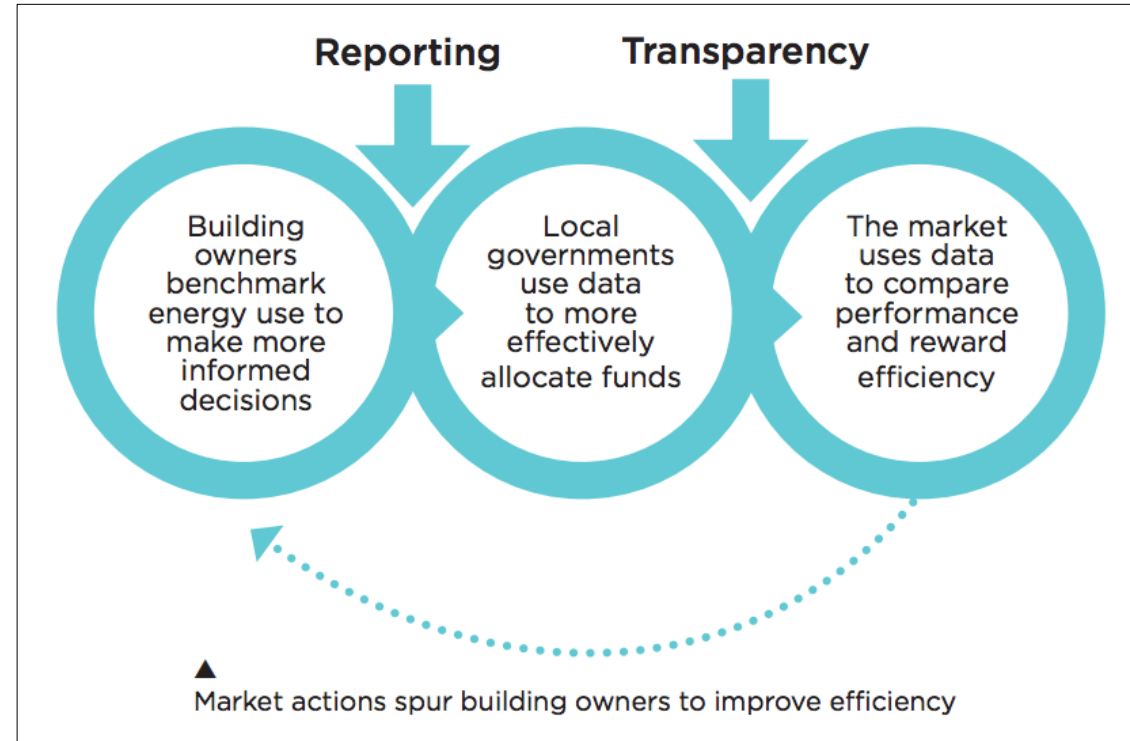 Reporting
Transparency
Building
owners
benchmark
energy use to
make more
informed
decisions
Local
governments
use data
to more
effectively
allocate funds
The market
uses data
to compare
performance
and reward
efficiency
Market actions spur building owners to improve efficiency